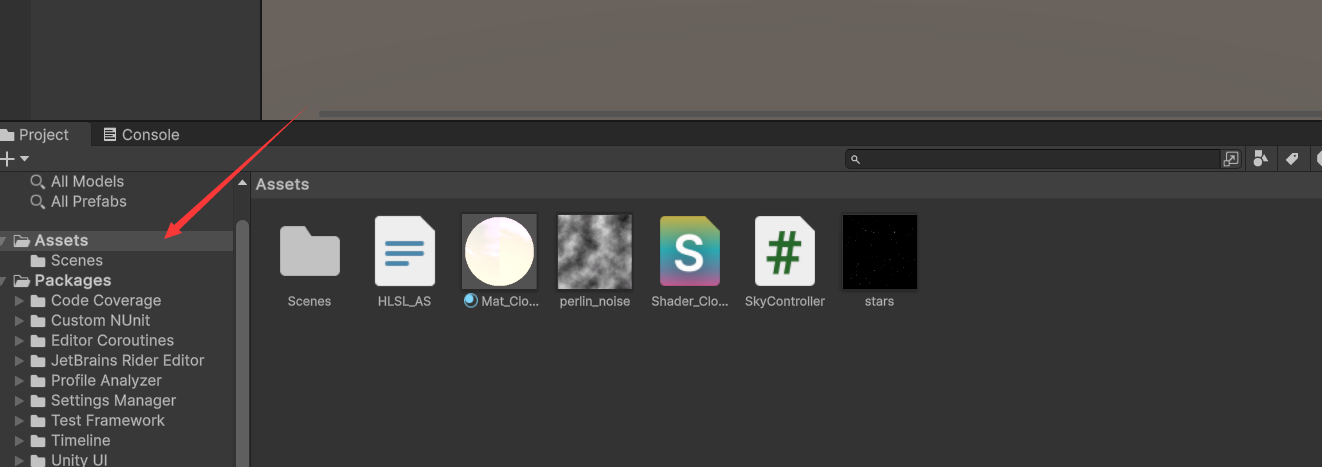 Project
Console
All Models
All Prefabs
Assets
Scenes
Packages
Code Coverage
Custom NUnit
Editor Coroutines
JetBrains Rider Editor
Profile Analyzer
Settings Manager
Test Framework
Timeline
Unity UI
Assets
Scenes
HLSL_AS
Mat_Clo...
perlin_noise
S
Shader_Clo...
#
SkyController
stars